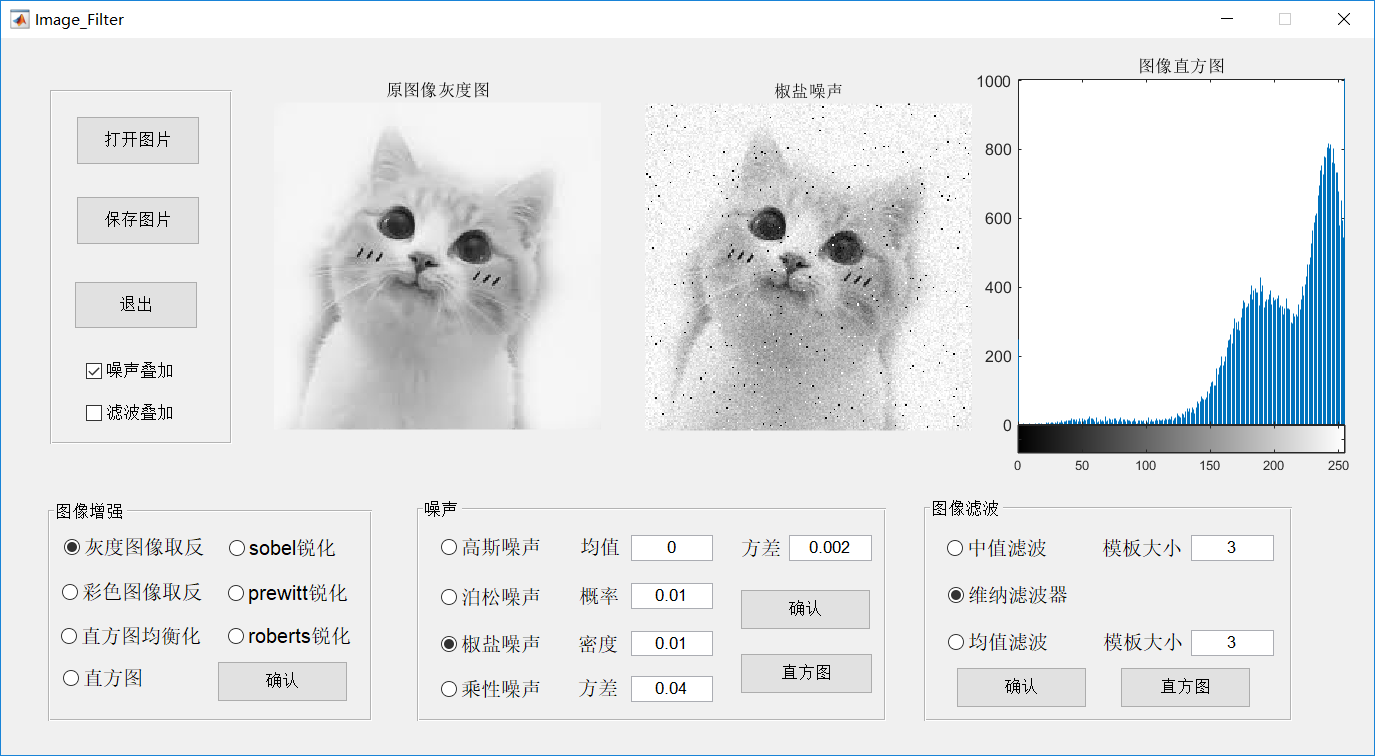 Image_Filter
打开图片
保存图片
退出
噪声叠加
滤波叠加
原图像灰度图
椒盐噪声
图像直方图
1000
800
600
400
200
0
0 50 100 150 200 250
图像增强
灰度图像取反 sobel锐化
彩色图像取反 prewitt锐化
直方图均衡化 roberts锐化
直方图 确认
噪声
高斯噪声 均值 0 方差 0.002
泊松噪声 概率 0.01 确认
椒盐噪声 密度 0.01
乘性噪声 方差 0.04 直方图
图像滤波
中值滤波 模板大小 3
维纳滤波器
均值滤波 模板大小 3
确认 直方图